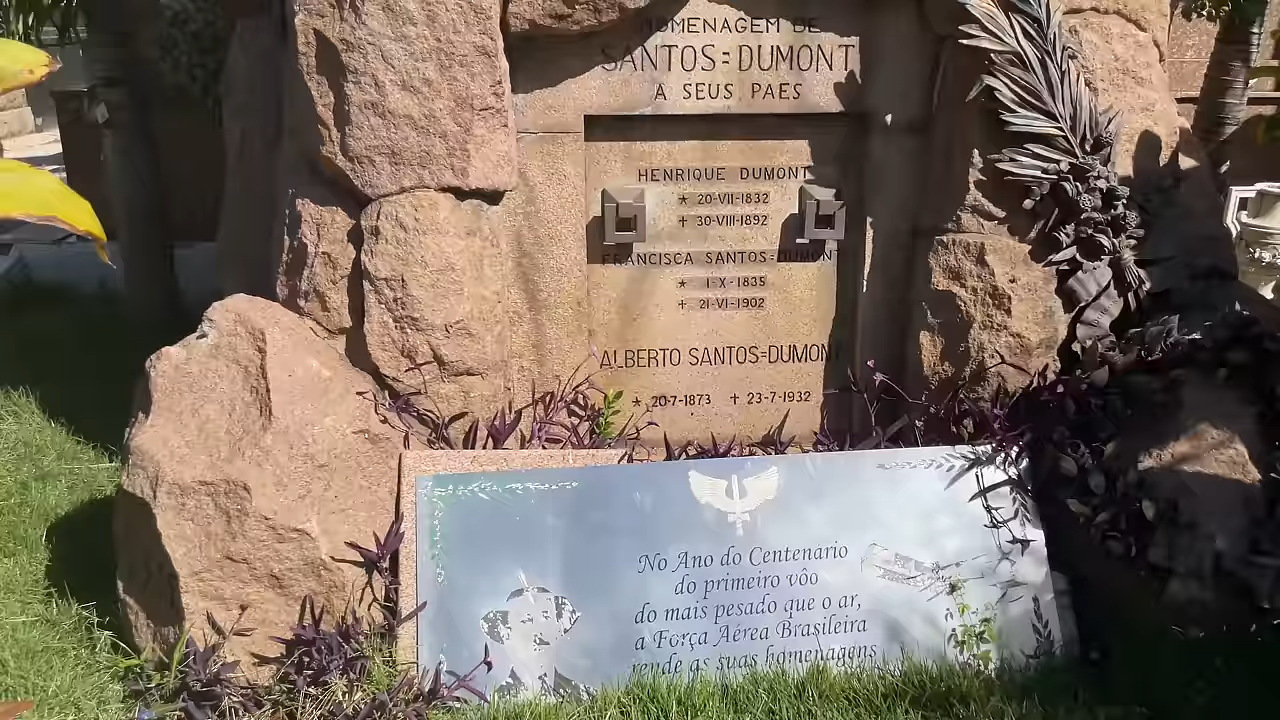 HOMENAGEM DE
SANTOS=DUMONT
A SEUS PAES
HENRIQUE DUMONT
★ 20-VII-1832
✝ 30-VIII-1892
FRANCISCA SANTOS=DUMONT
★ 1-X-1835
✝ 21-VI-1902
ALBERTO SANTOS=DUMONT
★ 20-7-1873 ✝ 23-7-1932
No Ano do Centenário
do primeiro vôo
do mais pesado que o ar,
a Força Aérea Brasileira
rende as suas homenagens